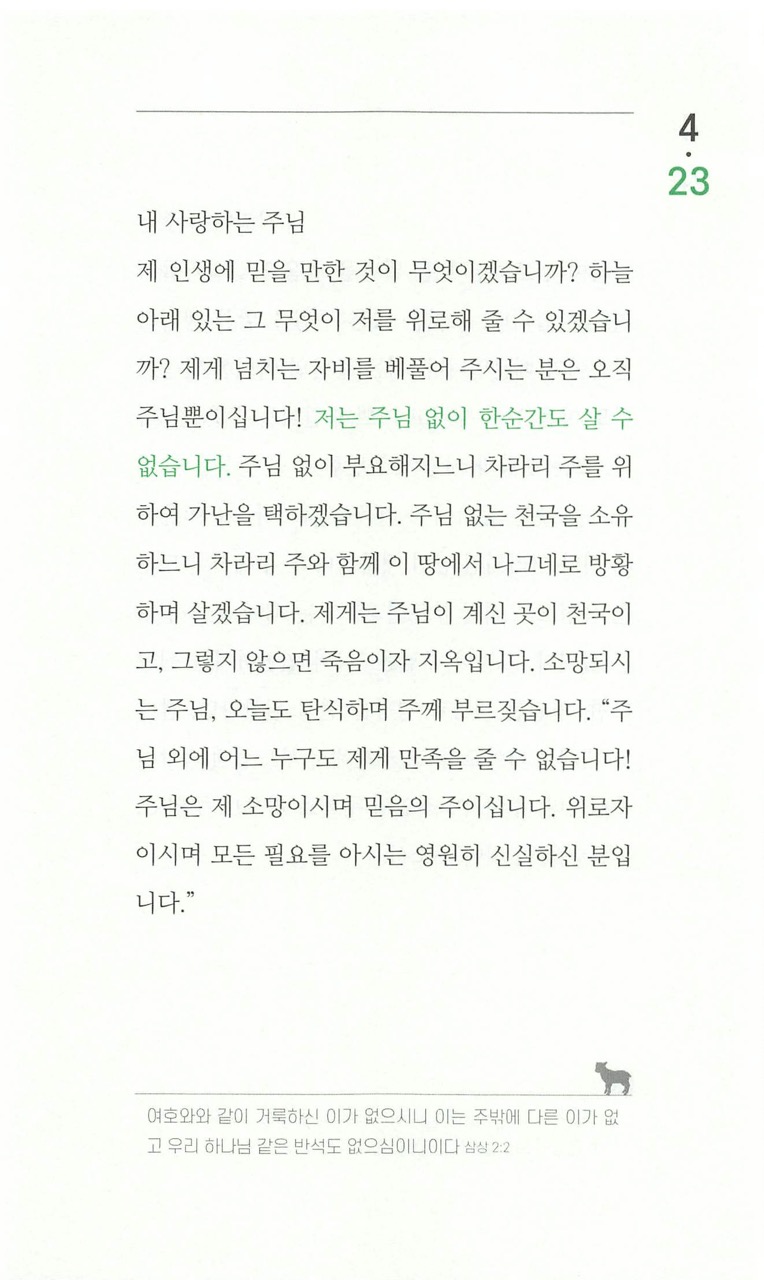 4
·
23
내 사랑하는 주님
제 인생에 믿을 만한 것이 무엇이겠습니까? 하늘
아래 있는 그 무엇이 저를 위로해 줄 수 있겠습니
까? 제게 넘치는 자비를 베풀어 주시는 분은 오직
주님뿐이십니다! 저는 주님 없이 한순간도 살 수
없습니다. 주님 없이 부요해지느니 차라리 주를 위
하여 가난을 택하겠습니다. 주님 없는 천국을 소유
하느니 차라리 주와 함께 이 땅에서 나그네로 방황
하며 살겠습니다. 제게는 주님이 계신 곳이 천국이
고, 그렇지 않으면 죽음이자 지옥입니다. 소망되시
는 주님, 오늘도 탄식하며 주께 부르짖습니다. “주
님 외에 어느 누구도 제게 만족을 줄 수 없습니다!
주님은 제 소망이시며 믿음의 주이십니다. 위로자
이시며 모든 필요를 아시는 영원히 신실하신 분입
니다.”
여호와와 같이 거룩하신 이가 없으시니 이는 주밖에 다른 이가 없
고 우리 하나님 같은 반석도 없으심이니이다 삼상 2:2